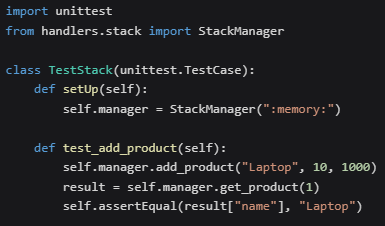 import unittest
from handlers.stack import StackManager

class TestStack(unittest.TestCase):
    def setUp(self):
        self.manager = StackManager(":memory:")

    def test_add_product(self):
        self.manager.add_product("Laptop", 10, 1000)
        result = self.manager.get_product(1)
        self.assertEqual(result["name"], "Laptop")